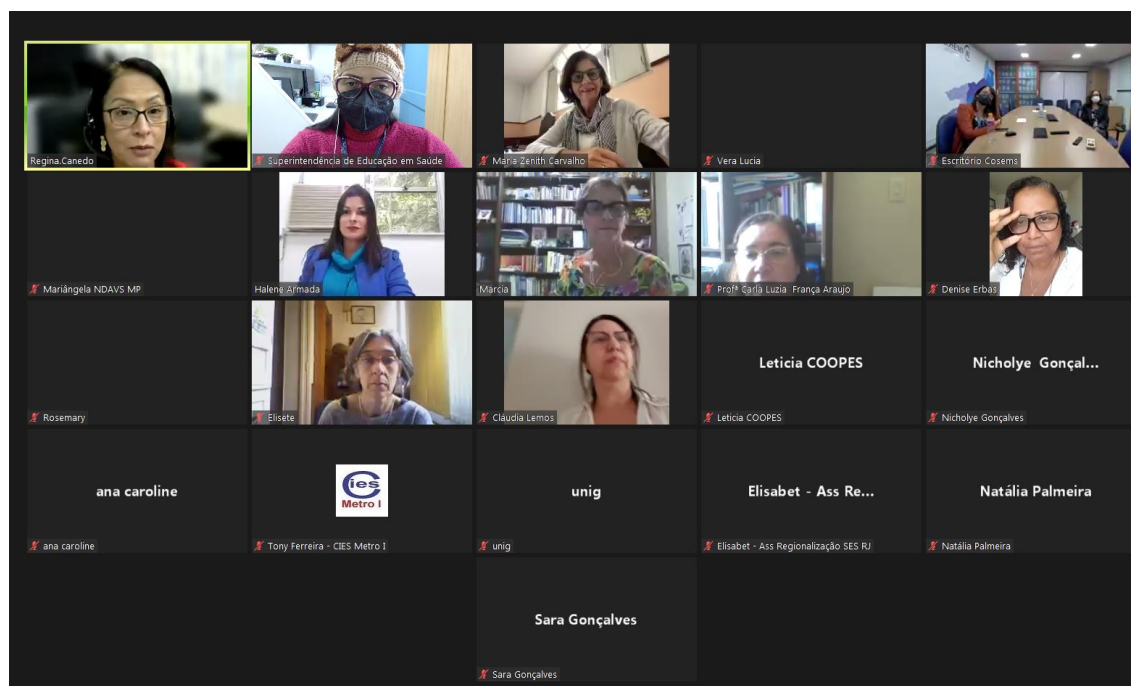 Regina.Canedo
Superintendência de Educação em Saúde
Maria Zenith Carvalho
Vera Lucia
Escritório Cosems
Mariângela NDAVS MP
Halene Armada
Marcia
Profª Carla Luzia França Araujo
Denise Erbas
Rosemary
Elisete
Cláudia Lemos
Leticia COOPES
Leticia COOPES
Nicholye Gonçal...
Nicholye Gonçalves
ana caroline
ana caroline
Cies
Metro I
Tony Ferreira - CIES Metro I
unig
unig
Elisabet - Ass Re...
Elisabet - Ass Regionalização SES RJ
Natália Palmeira
Natália Palmeira
Sara Gonçalves
Sara Gonçalves